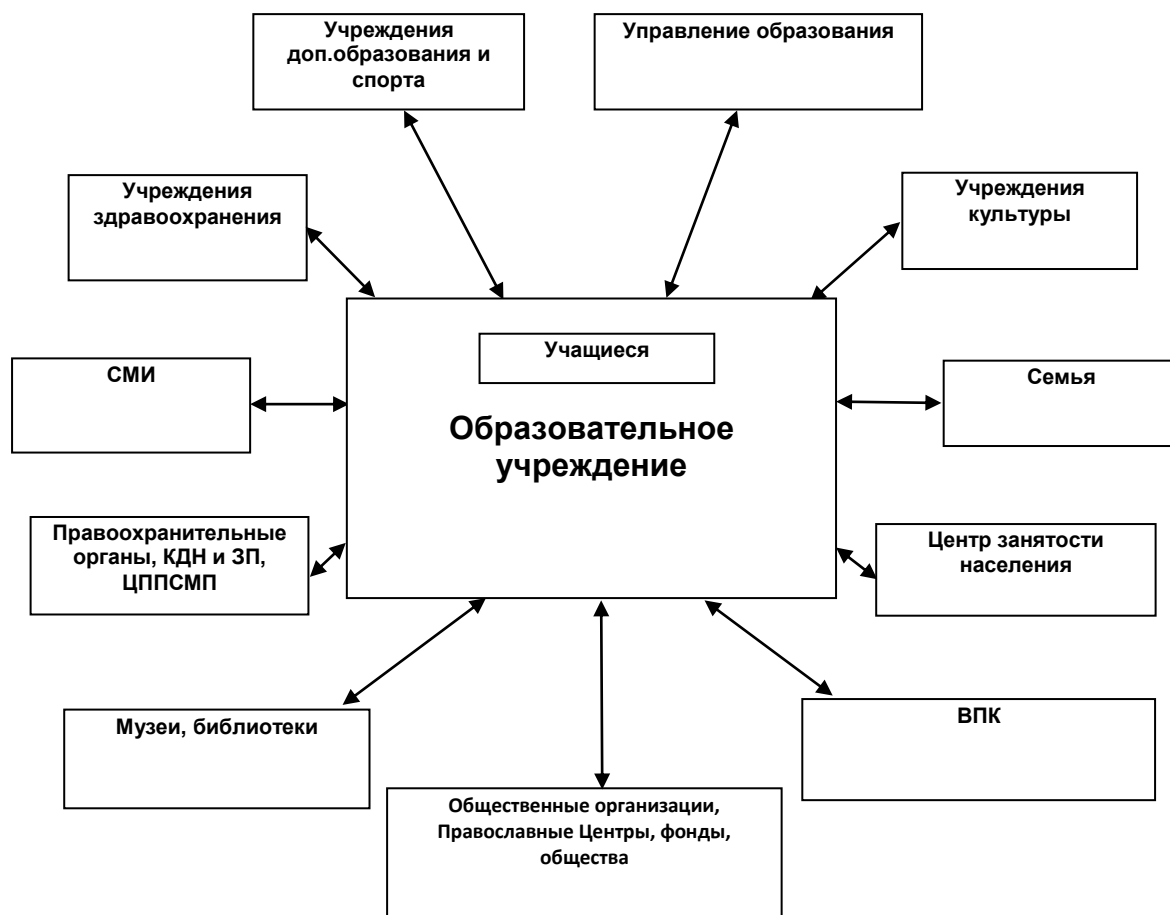 Учреждения
доп.образования и
спорта
Управление образования
Учреждения
здравоохранения
Учреждения
культуры
Учащиеся
СМИ
Семья
Образовательное
учреждение
Правоохранительные
органы, КДН и ЗП,
ЦППСМП
Центр занятости
населения
Музеи, библиотеки
ВПК
Общественные организации,
Православные Центры, фонды,
общества